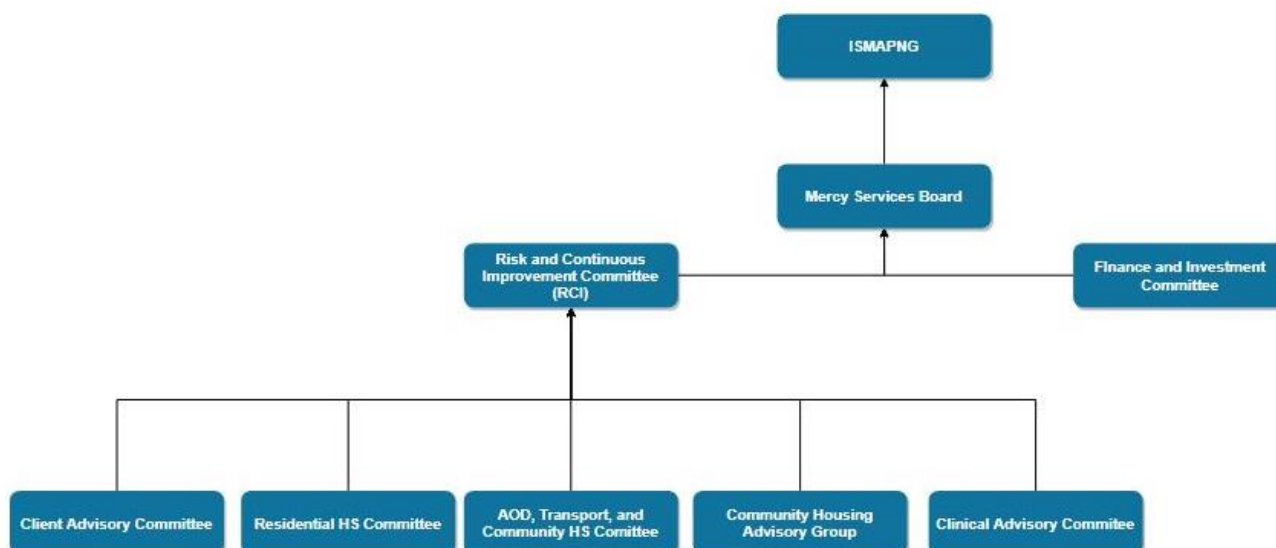 ISMAPNG
Mercy Services Board
Risk and Continuous
Improvement Committee
(RCI)
FInance and Investment
Committee
Client Advisory Committee
Residential HS Committee
AOD, Transport, and
Community HS Comittee
Community Housing
Advisory Group
Clinical Advisory Commitee